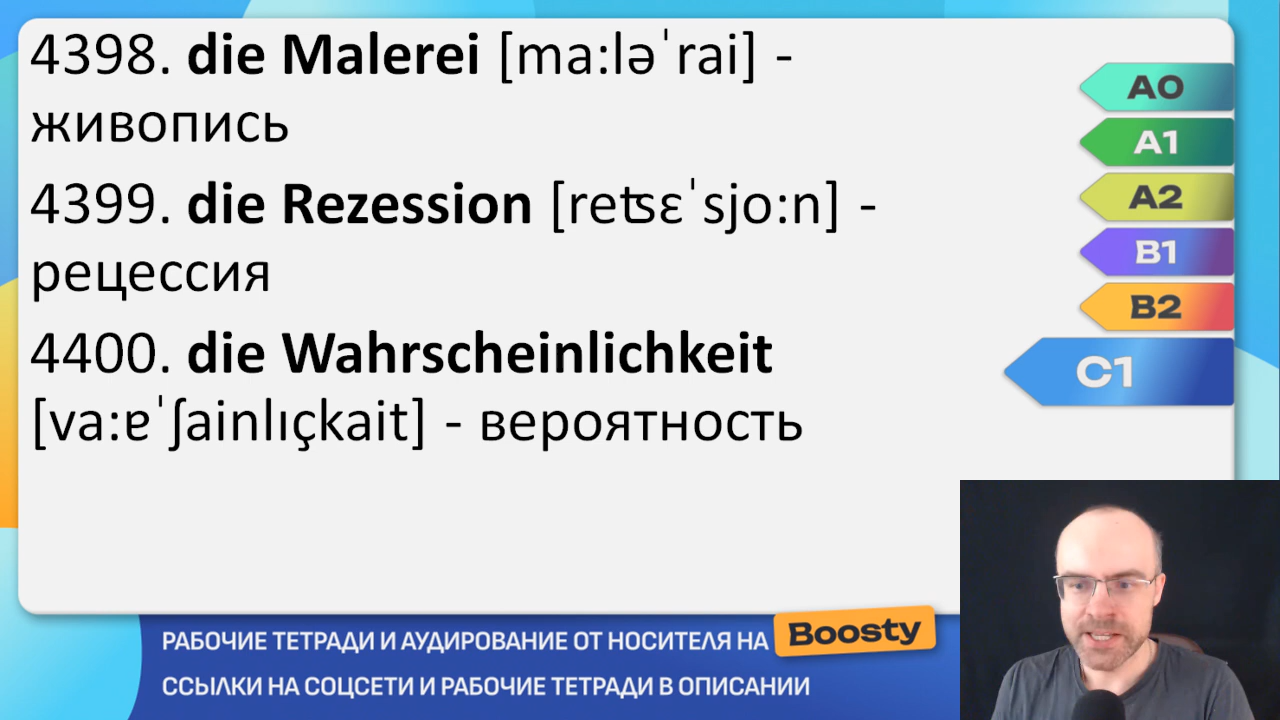 4398. die Malerei [ma:ləˈrai] -
живопись
4399. die Rezession [reʦɛˈsjo:n] -
рецессия
4400. die Wahrscheinlichkeit
[va:ɐˈʃainlıçkait] - вероятность
A0
A1
A2
B1
B2
C1
РАБОЧИЕ ТЕТРАДИ И АУДИРОВАНИЕ ОТ НОСИТЕЛЯ НА Boosty
ССЫЛКИ НА СОЦСЕТИ И РАБОЧИЕ ТЕТРАДИ В ОПИСАНИИ